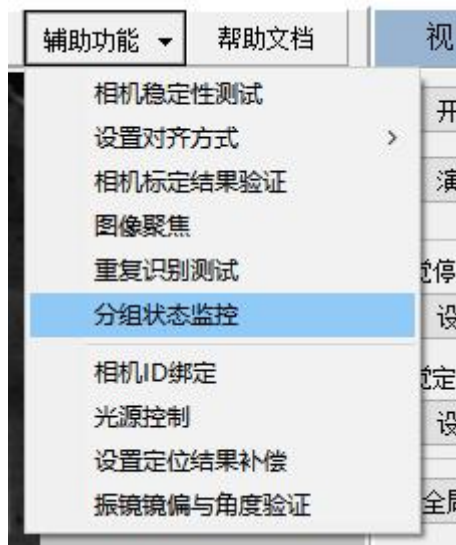 辅助功能 帮助文档 视
相机稳定性测试
开
设置对齐方式
相机标定结果验证
演
图像聚焦
重复识别测试
觉停
分组状态监控
设
相机ID绑定
觉定
光源控制
设
设置定位结果补偿
振镜镜偏与角度验证
全局